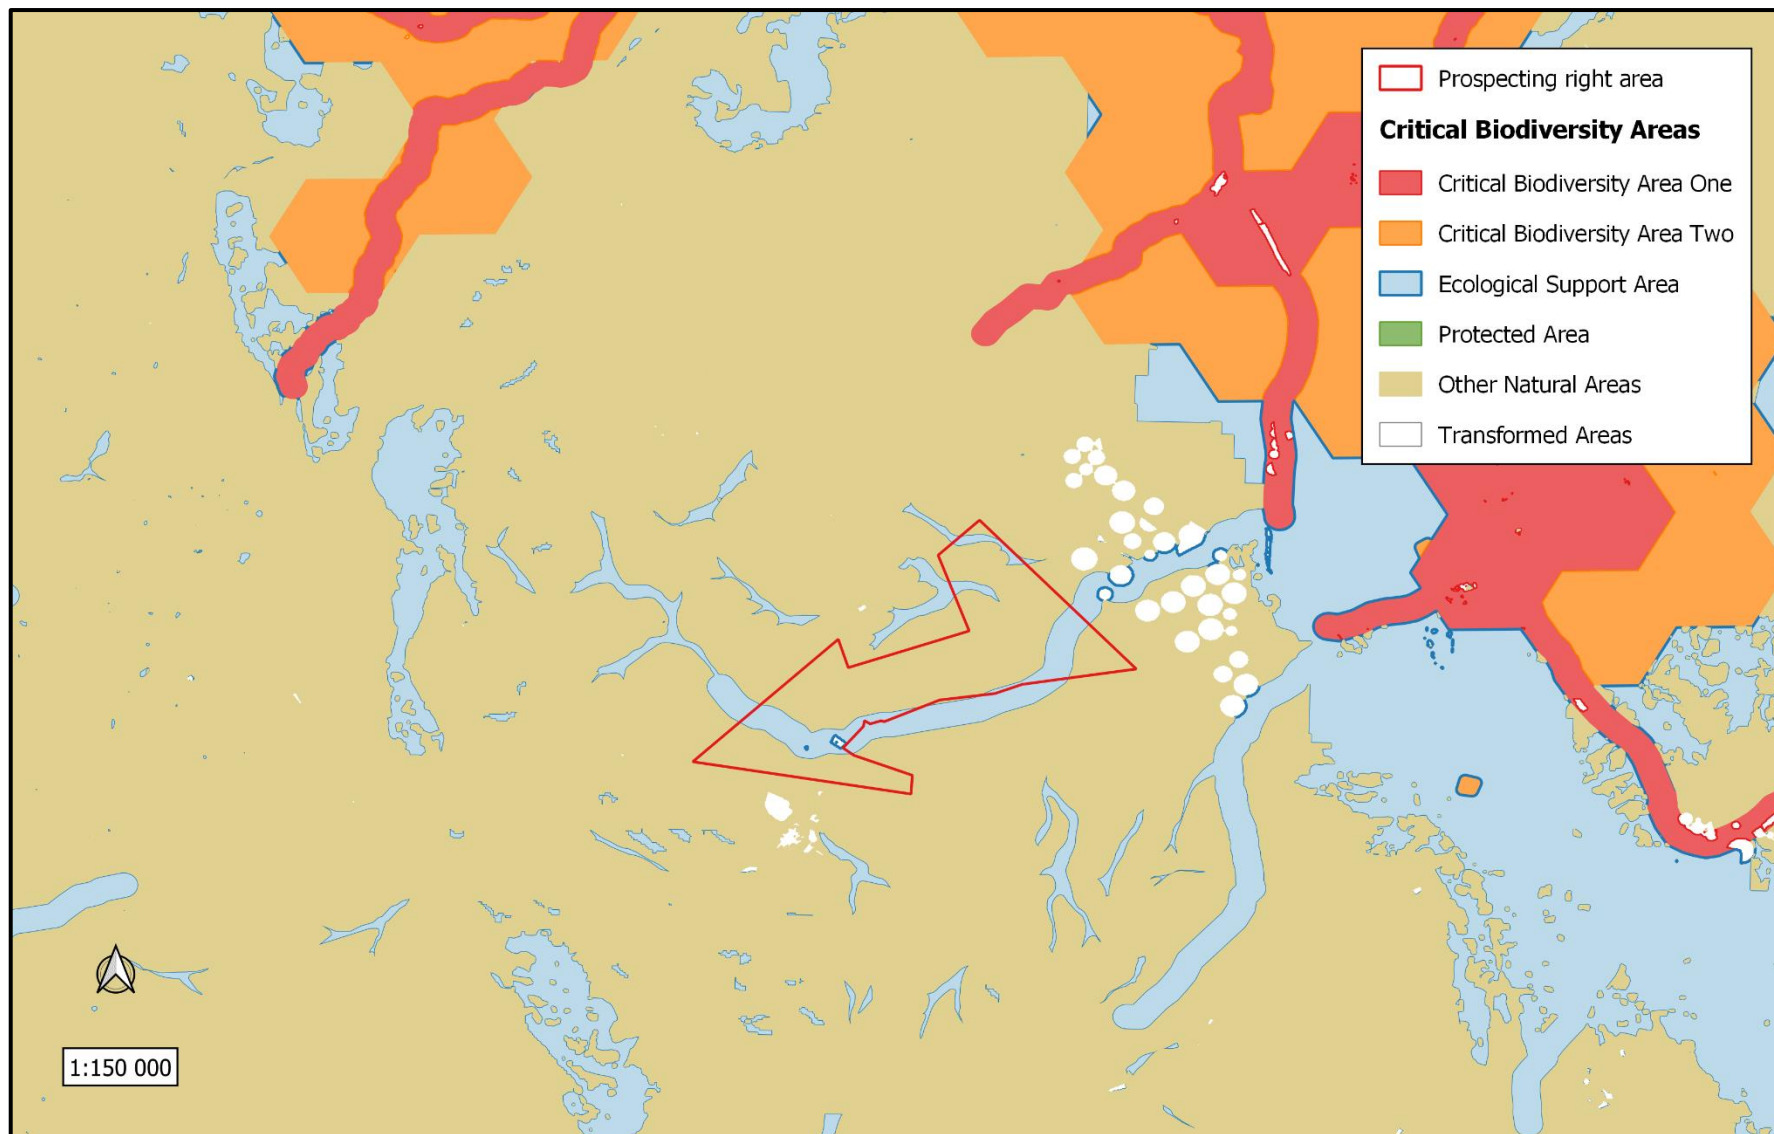 Prospecting right area
Critical Biodiversity Areas
Critical Biodiversity Area One
Critical Biodiversity Area Two
Ecological Support Area
Protected Area
Other Natural Areas
Transformed Areas
1:150 000